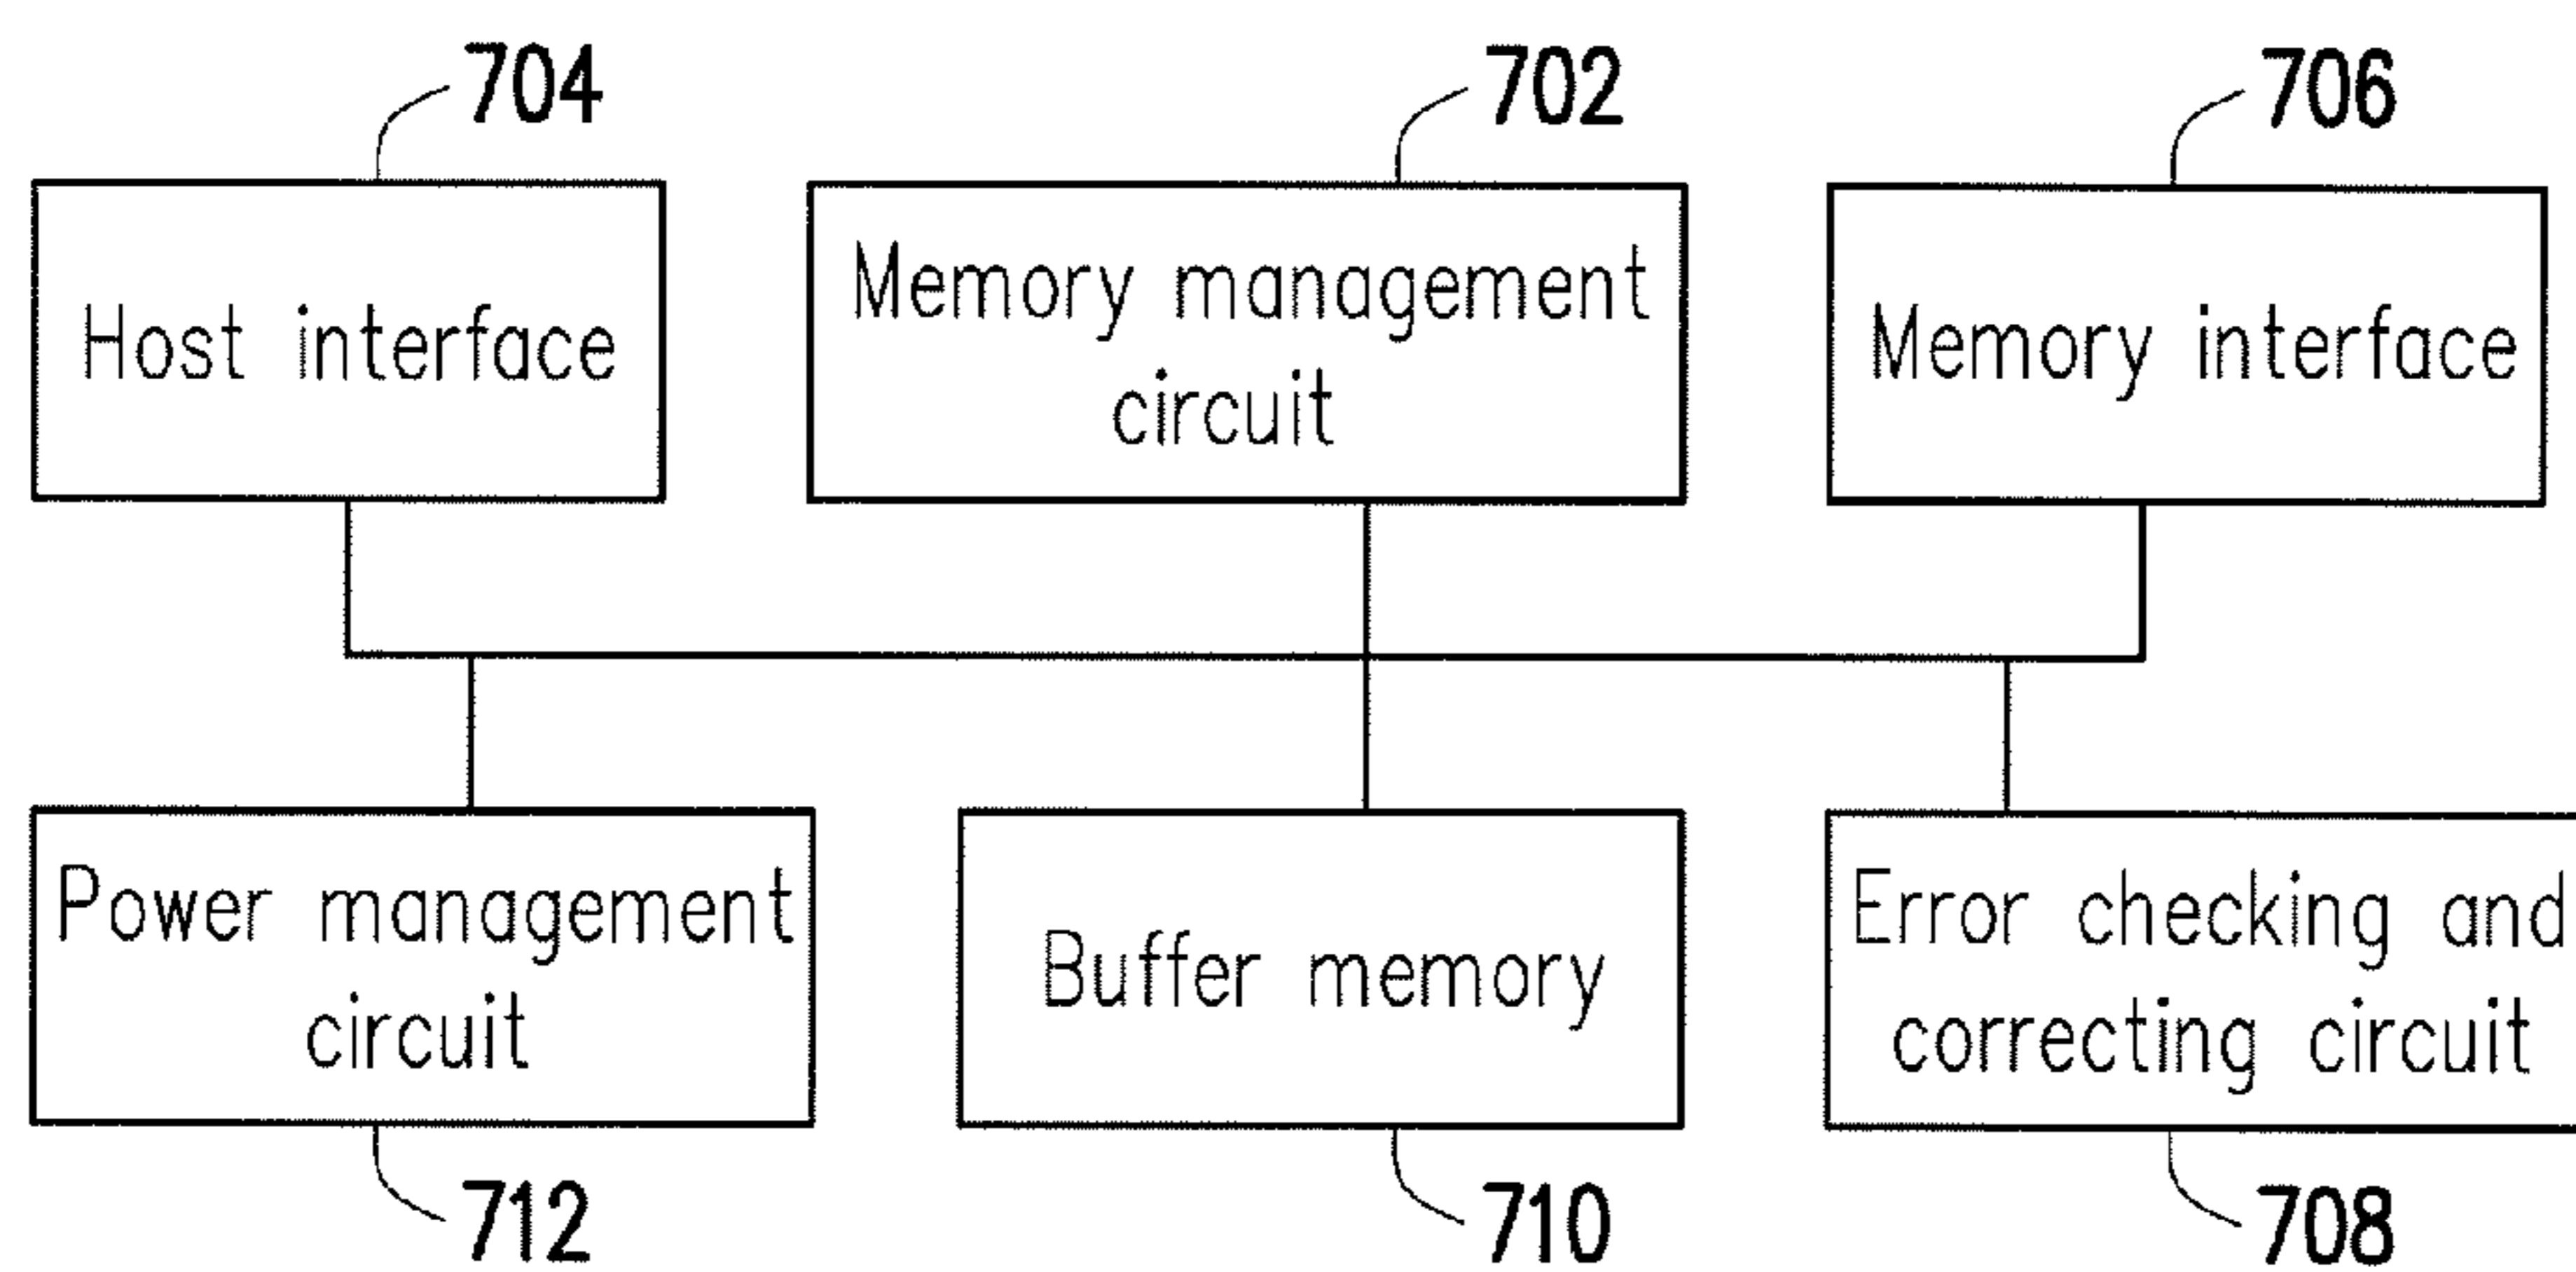 704
702
706
Host interface
Memory management
circuit
Memory interface
Power management
circuit
Buffer memory
Error checking and
correcting circuit
712
710
708